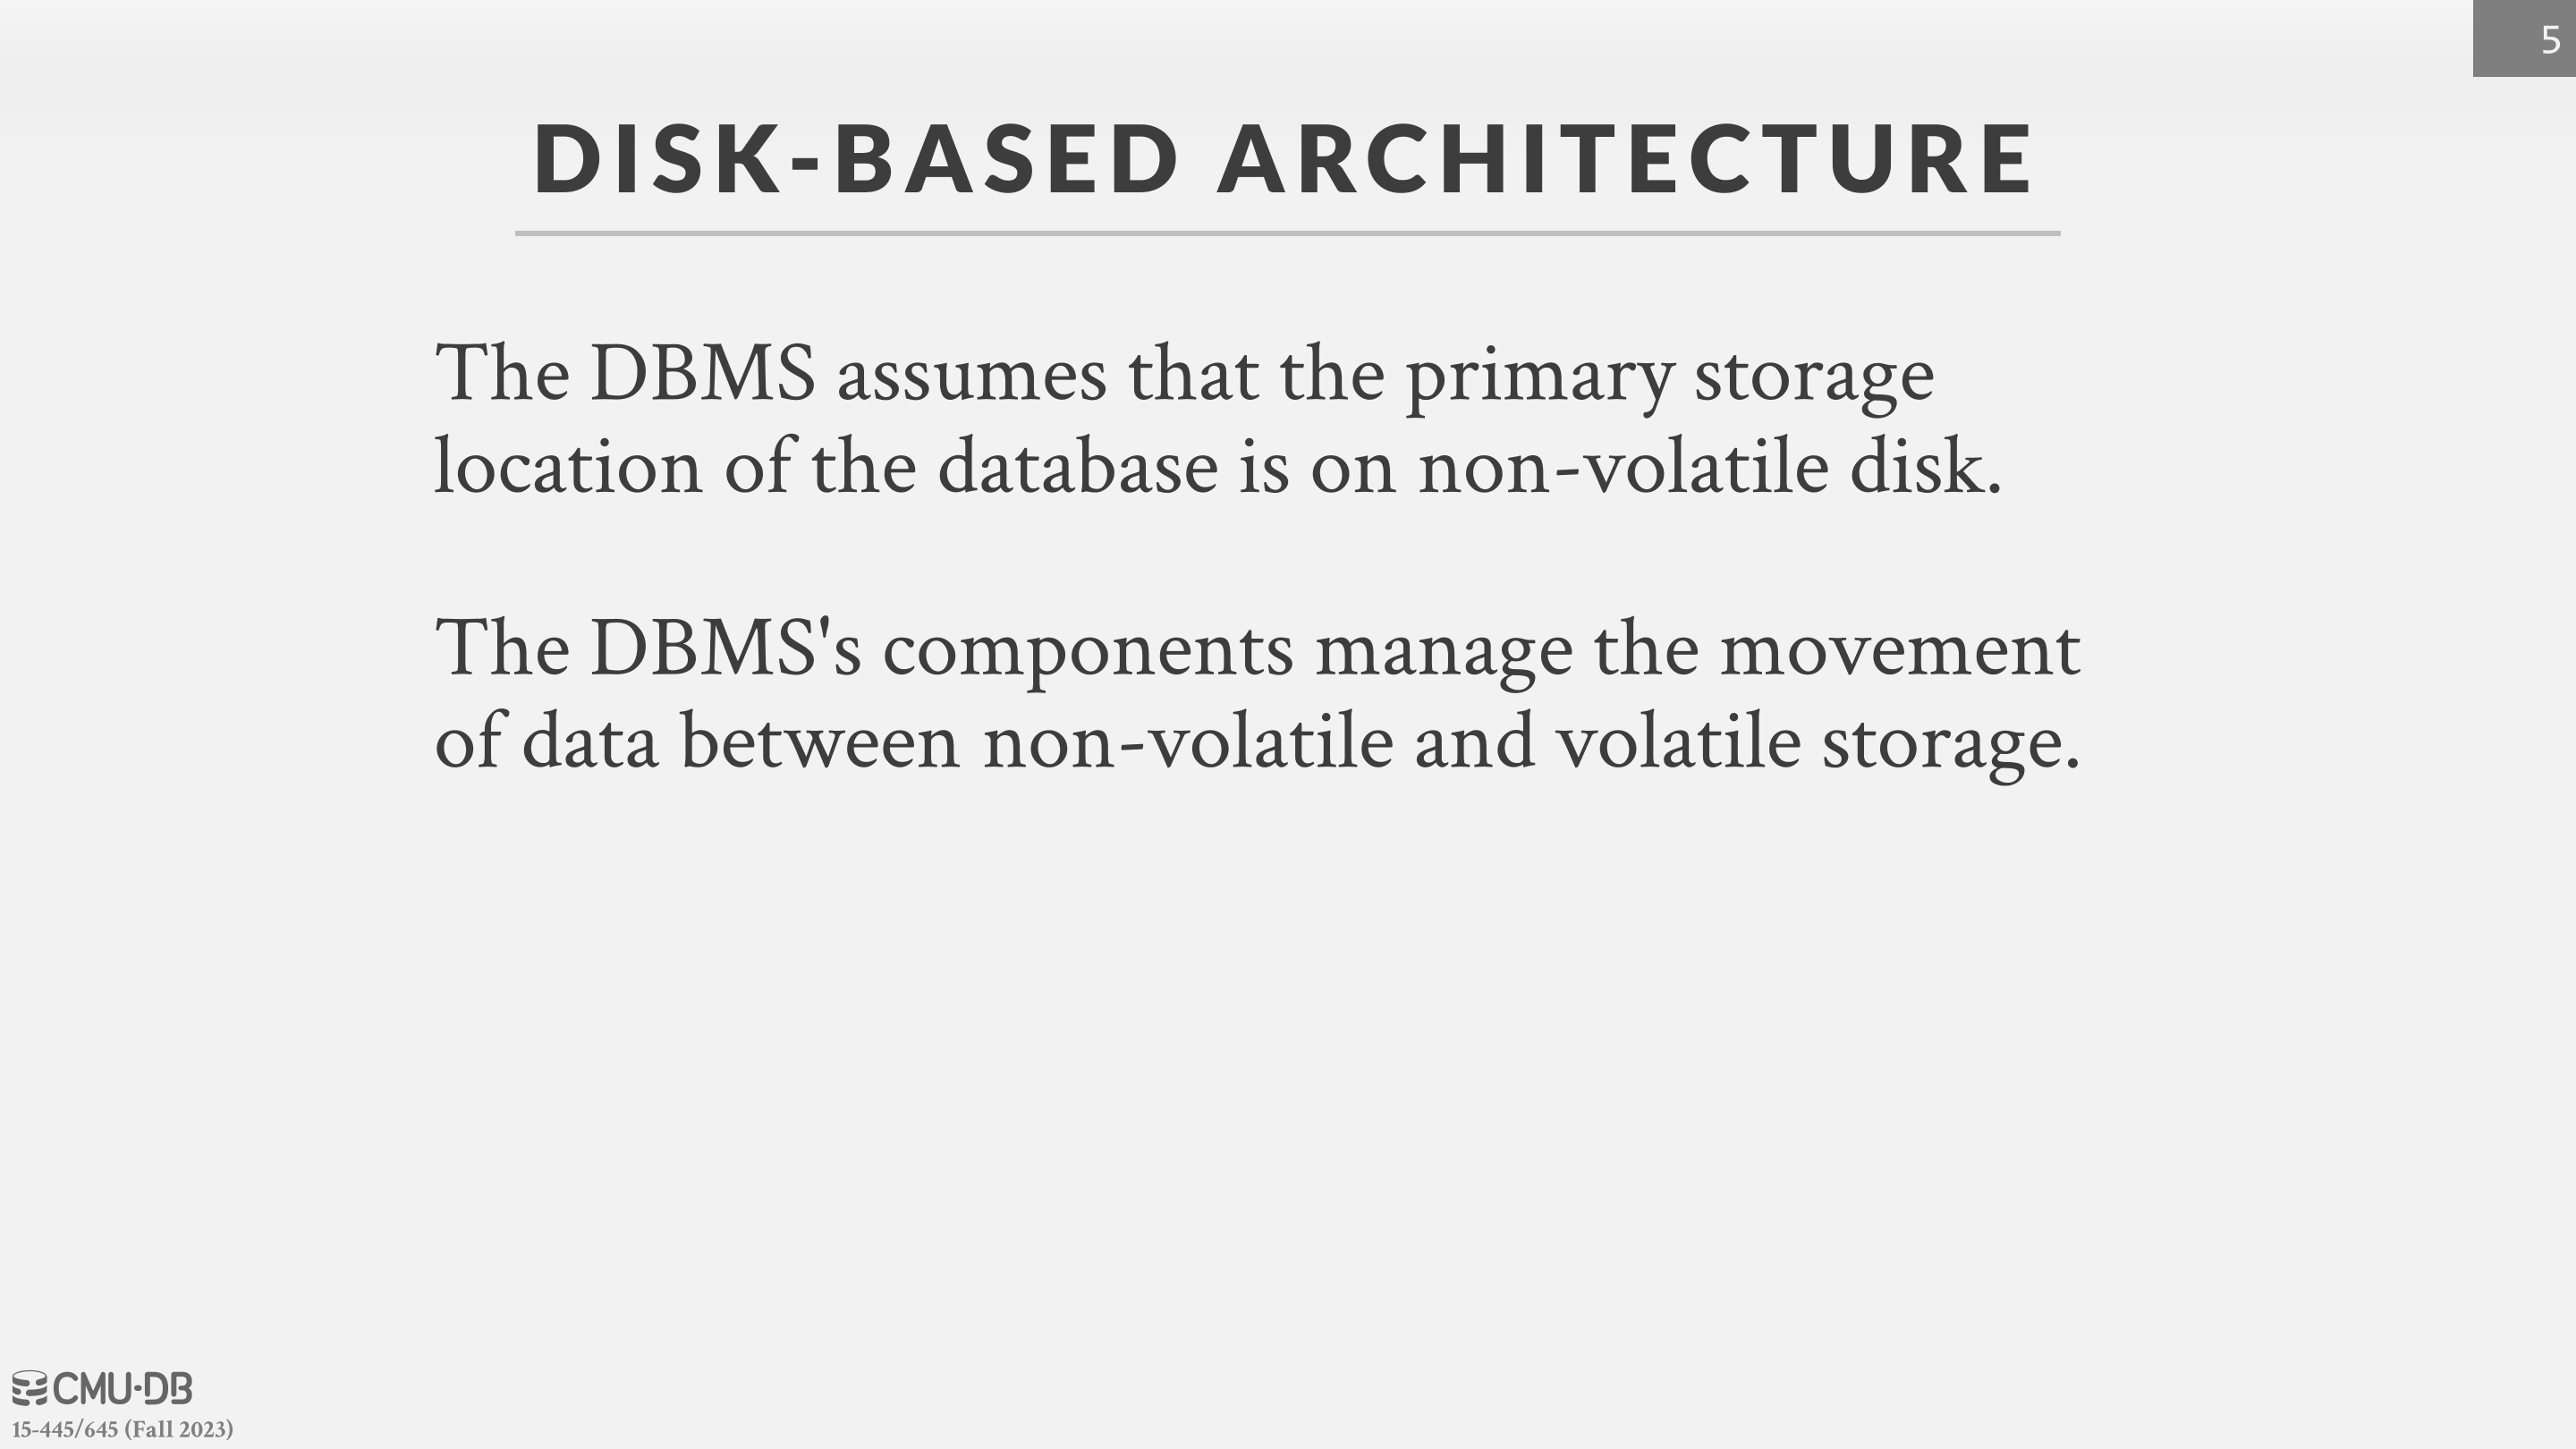 5
DISK-BASED ARCHITECTURE
The DBMS assumes that the primary storage
location of the database is on non-volatile disk.
The DBMS's components manage the movement
of data between non-volatile and volatile storage.
CMU·DB
15-445/645 (Fall 2023)